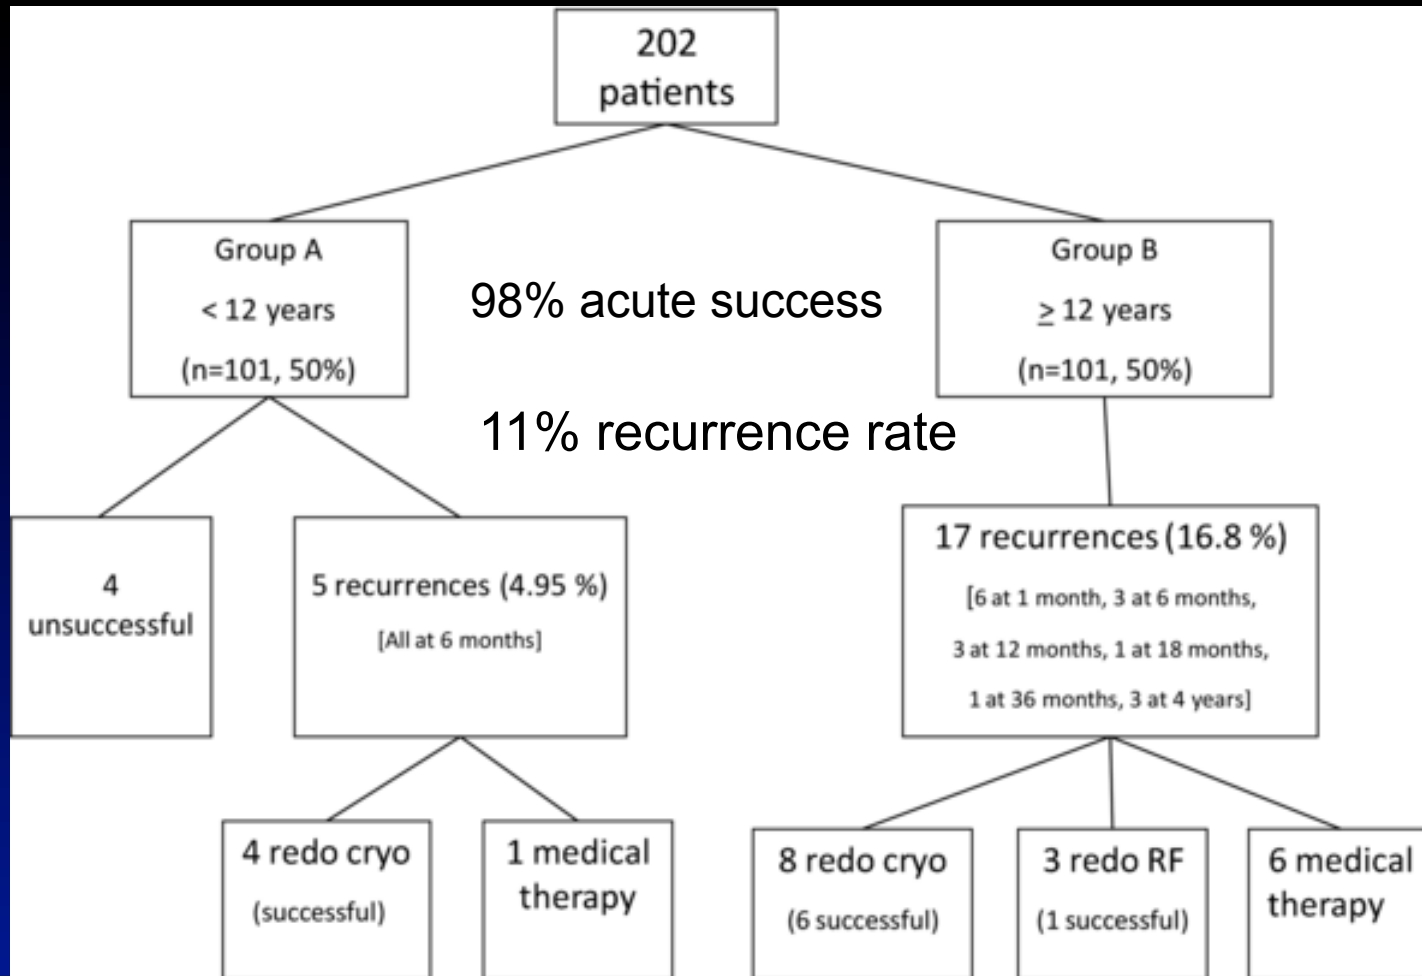 202
patients
Group A
< 12 years
(n=101, 50%)
98% acute success
11% recurrence rate
Group B
≥ 12 years
(n=101, 50%)
4
unsuccessful
5 recurrences (4.95 %)
[All at 6 months]
17 recurrences (16.8 %)
[6 at 1 month, 3 at 6 months,
3 at 12 months, 1 at 18 months,
1 at 36 months, 3 at 4 years]
4 redo cryo
(successful)
1 medical
therapy
8 redo cryo
(6 successful)
3 redo RF
(1 successful)
6 medical
therapy